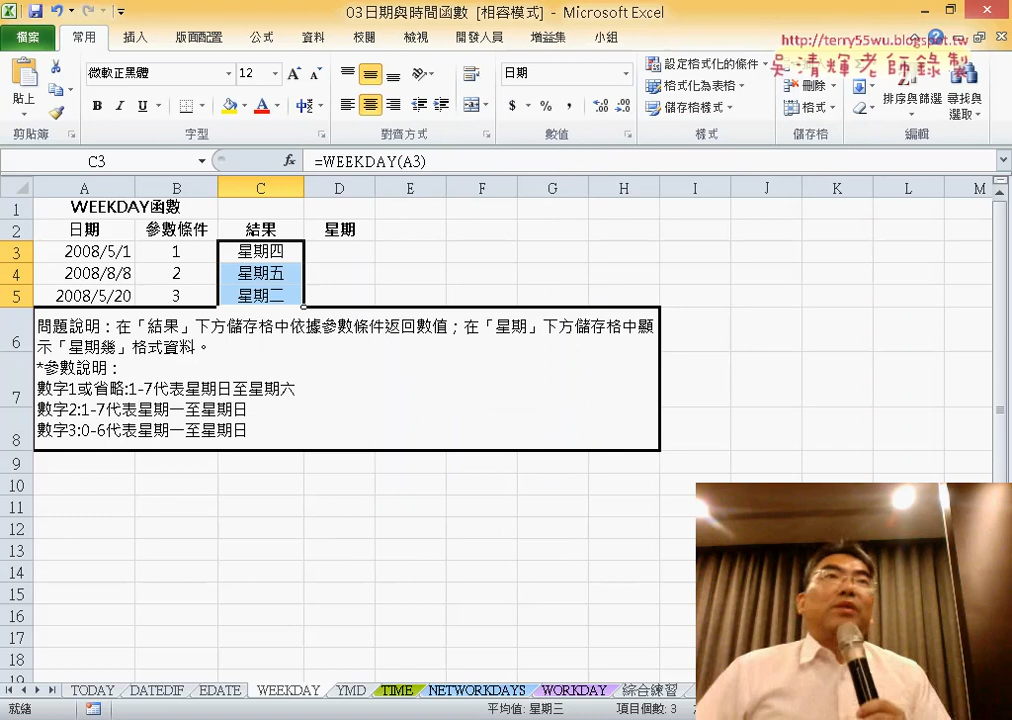 03日期與時間函數 [相容模式] - Microsoft Excel
檔案 常用 插入 版面配置 公式 資料 校閱 檢視 開發人員 增益集 小組
http://terry55wu.blogspot.tw
吳清輝老師錄製
貼上
微軟正黑體 12
B I U
日期
$ % ,
設定格式化的條件
格式化為表格
儲存格樣式
刪除
格式
排序與篩選 尋找與選取
剪貼簿 字型 對齊方式 數值 樣式 儲存格 編輯
C3 fx =WEEKDAY(A3)
A B C D E F G H I J K L M
1 WEEKDAY函數
2 日期 參數條件 結果 星期
3 2008/5/1 1 星期四
4 2008/8/8 2 星期五
5 2008/5/20 3 星期二
6 問題說明：在「結果」下方儲存格中依據參數條件返回數值；在「星期」下方儲存格中顯
示「星期幾」格式資料。
*參數說明：
7 數字1或省略:1-7代表星期日至星期六
數字2:1-7代表星期一至星期日
8 數字3:0-6代表星期一至星期日
9
10
11
12
13
14
15
16
17
18
19
TODAY DATEDIF EDATE WEEKDAY YMD TIME NETWORKDAYS WORKDAY 綜合練習
就緒 平均值: 星期三 項目個數: 3